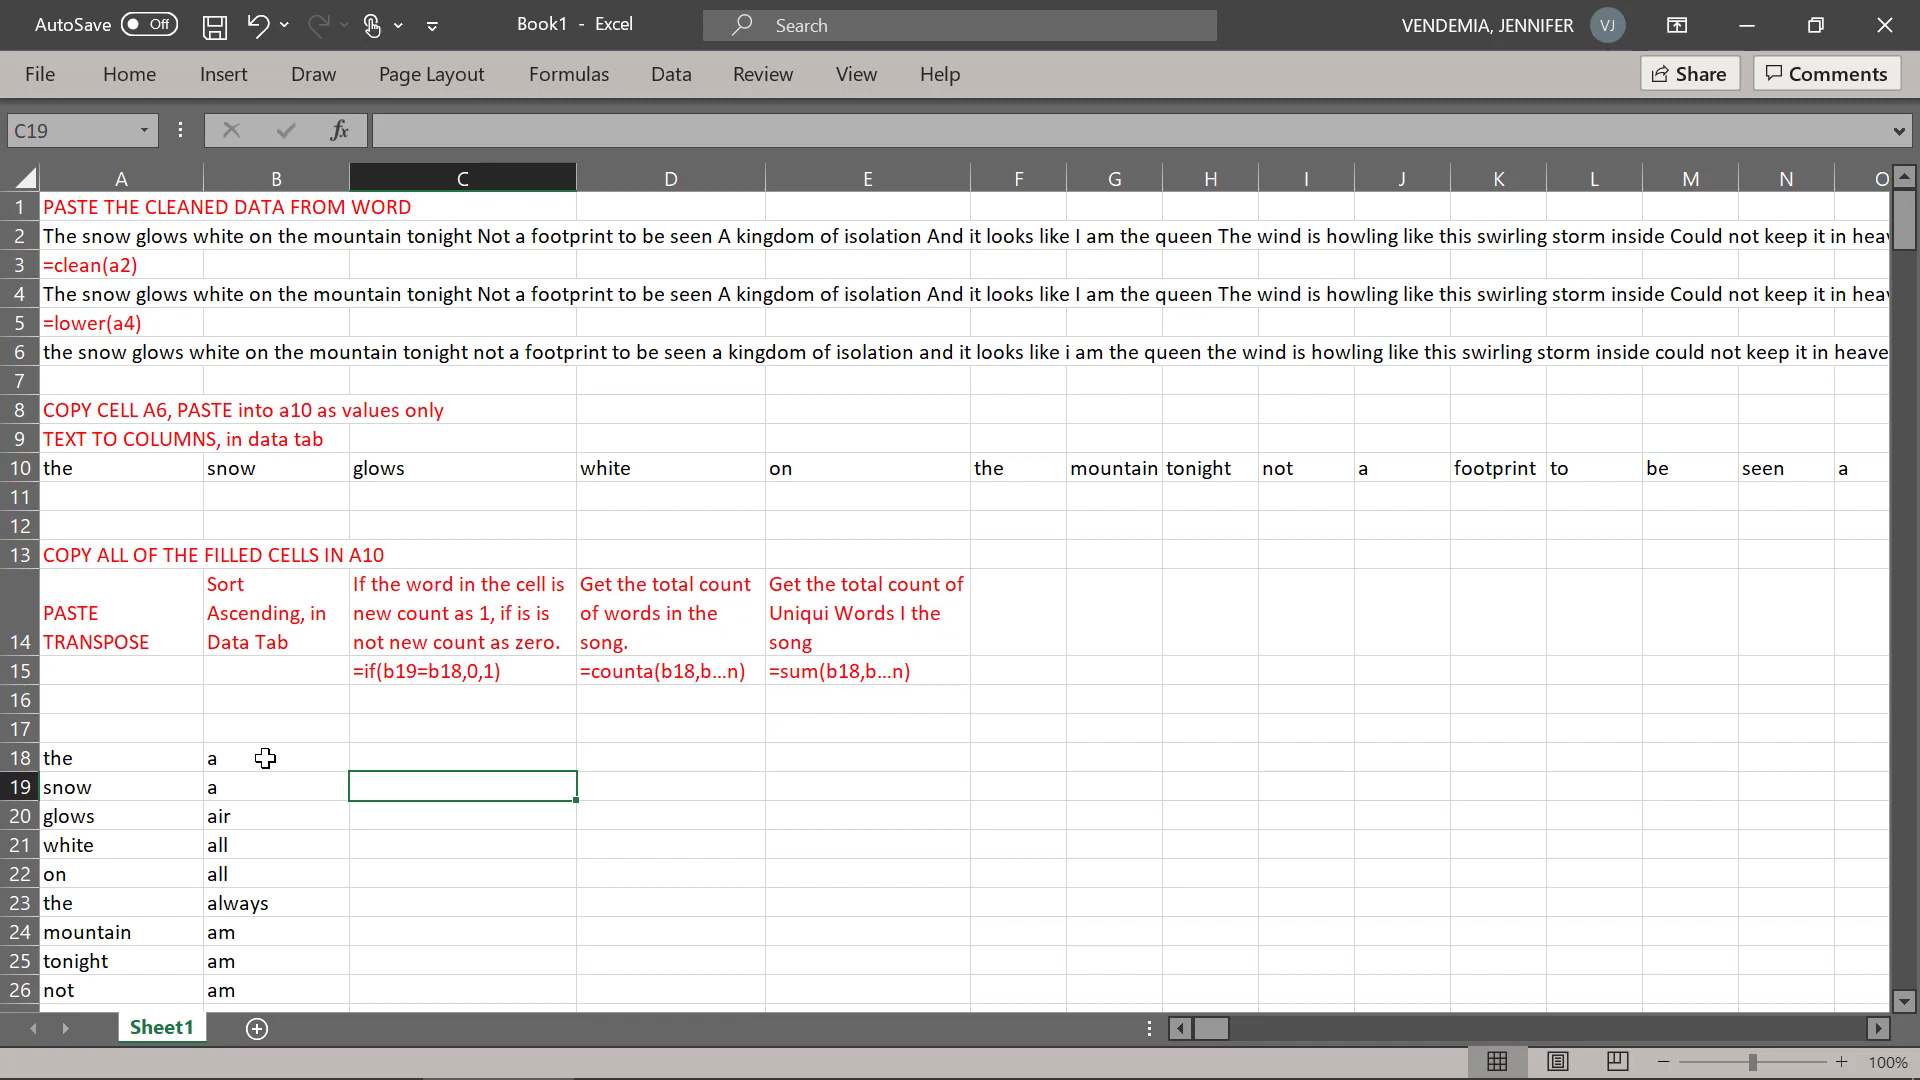 AutoSave Off Book1 - Excel Search VENDEMIA, JENNIFER VJ
File Home Insert Draw Page Layout Formulas Data Review View Help Share Comments
C19 fx
A B C D E F G H I J K L M N O
1 PASTE THE CLEANED DATA FROM WORD
2 The snow glows white on the mountain tonight Not a footprint to be seen A kingdom of isolation And it looks like I am the queen The wind is howling like this swirling storm inside Could not keep it in heav
3 =clean(a2)
4 The snow glows white on the mountain tonight Not a footprint to be seen A kingdom of isolation And it looks like I am the queen The wind is howling like this swirling storm inside Could not keep it in heav
5 =lower(a4)
6 the snow glows white on the mountain tonight not a footprint to be seen a kingdom of isolation and it looks like i am the queen the wind is howling like this swirling storm inside could not keep it in heave
7
8 COPY CELL A6, PASTE into a10 as values only
9 TEXT TO COLUMNS, in data tab
10 the snow glows white on the mountain tonight not a footprint to be seen a
11
12
13 COPY ALL OF THE FILLED CELLS IN A10
Sort If the word in the cell is Get the total count Get the total count of
PASTE Ascending, in new count as 1, if is is of words in the Uniqui Words I the
14 TRANSPOSE Data Tab not new count as zero. song. song
15 =if(b19=b18,0,1) =counta(b18,b...n) =sum(b18,b...n)
16
17
18 the a
19 snow a
20 glows air
21 white all
22 on all
23 the always
24 mountain am
25 tonight am
26 not am
Sheet1
100%